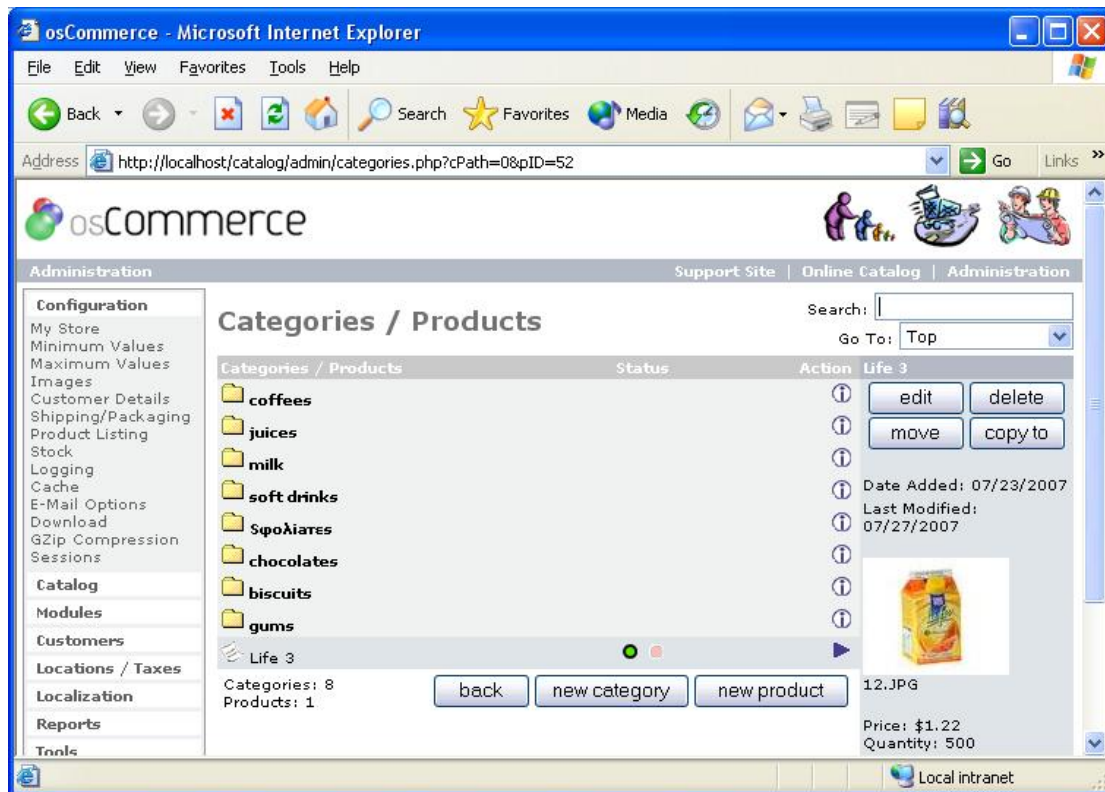 osCommerce - Microsoft Internet Explorer
File Edit View Favorites Tools Help
Back Search Favorites Media
Address http://localhost/catalog/admin/categories.php?cPath=0&pID=52 Go Links »
osCommerce
Administration Support Site | Online Catalog | Administration
Configuration
My Store
Minimum Values
Maximum Values
Images
Customer Details
Shipping/Packaging
Product Listing
Stock
Logging
Cache
E-Mail Options
Download
GZip Compression
Sessions
Catalog
Modules
Customers
Locations / Taxes
Localization
Reports
Tools
Categories / Products
Search:
Go To: Top
Categories / Products Status Action
coffees
juices
milk
soft drinks
Sφολιατες
chocolates
biscuits
gums
Life 3
Categories: 8
Products: 1
back new category new product
Life 3
edit delete
move copy to
Date Added: 07/23/2007
Last Modified:
07/27/2007
12.JPG
Price: $1.22
Quantity: 500
Local intranet